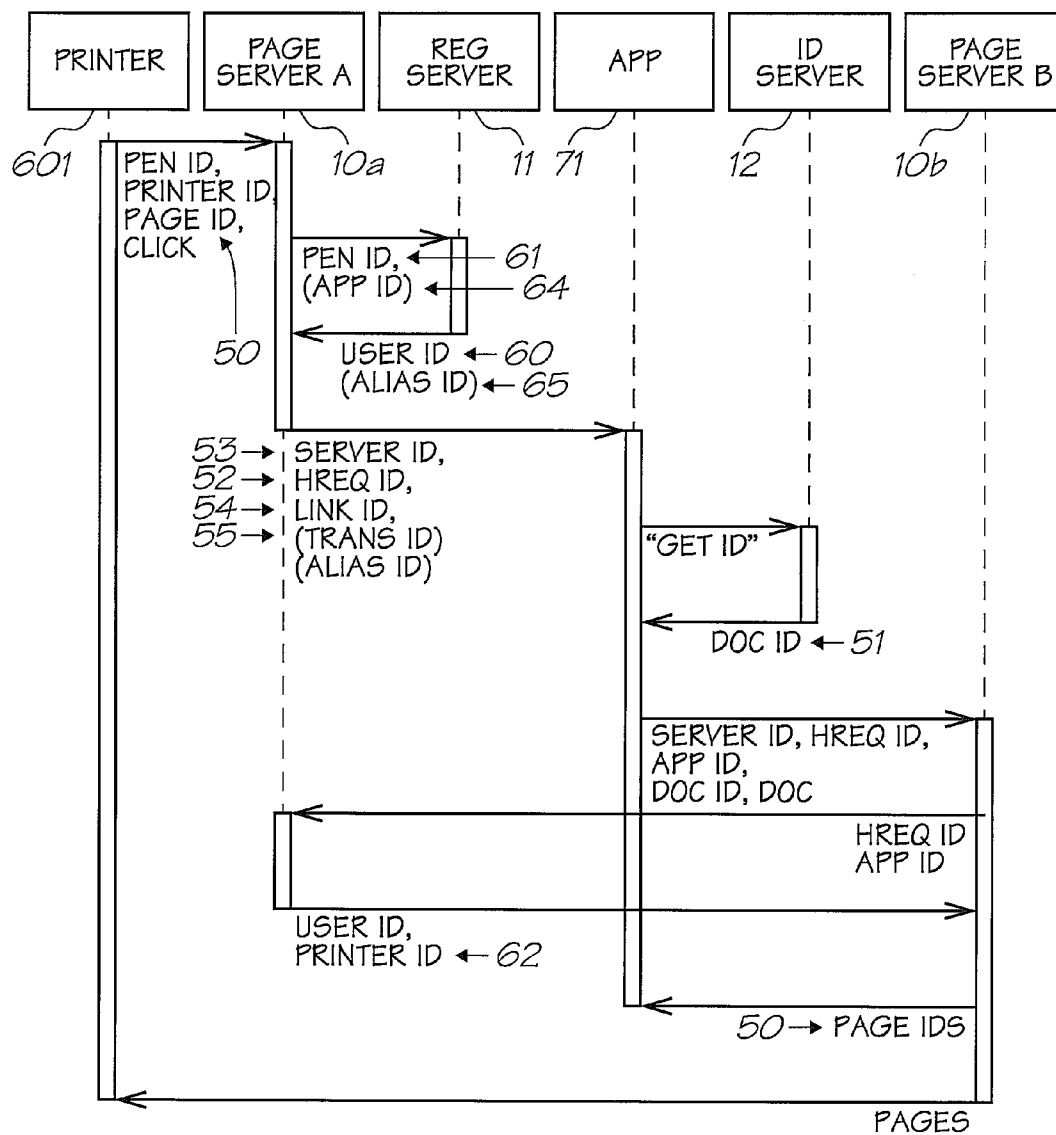 PRINTER
PAGE
SERVER A
REG
SERVER
APP
ID
SERVER
PAGE
SERVER B
601
10a
11
71
12
10b
PEN ID,
PRINTER ID,
PAGE ID,
CLICK
50
PEN ID,
61
(APP ID)
64
USER ID
60
(ALIAS ID)
65
53
SERVER ID,
52
HREQ ID,
54
LINK ID,
55
(TRANS ID)
(ALIAS ID)
“GET ID”
DOC ID
51
SERVER ID, HREQ ID,
APP ID,
DOC ID, DOC
HREQ ID
APP ID
USER ID,
PRINTER ID
62
50
PAGE IDS
PAGES